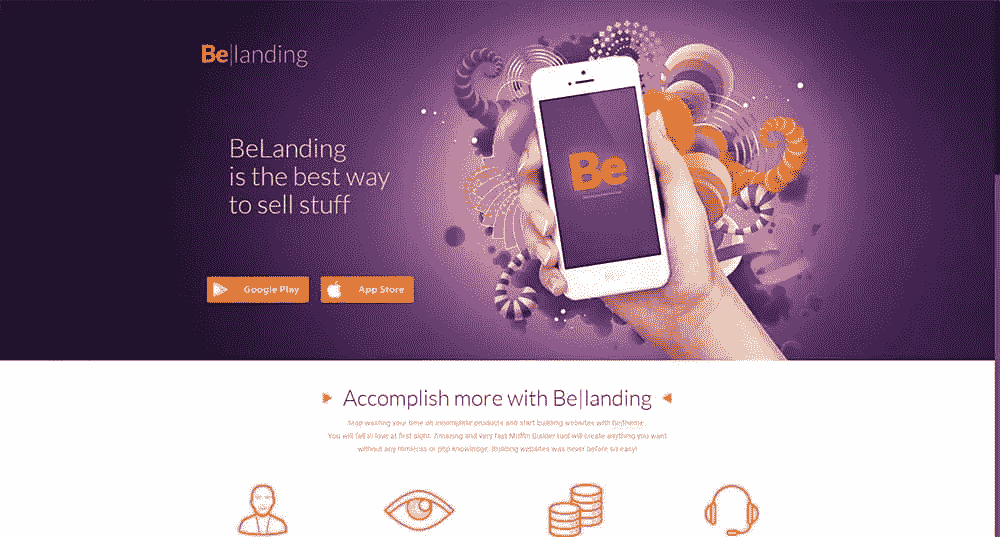 Be|landing
BeLanding
is the best way
to sell stuff
Be
Google Play
App Store
Accomplish more with Be|landing
Stop wasting your time on incomplete products and start building websites with Betheme.
You will fall in love at first sight. Amazing and very fast Muffin Builder tool will create anything you want
without any html/css or php knowledge. Building websites was never before so easy!